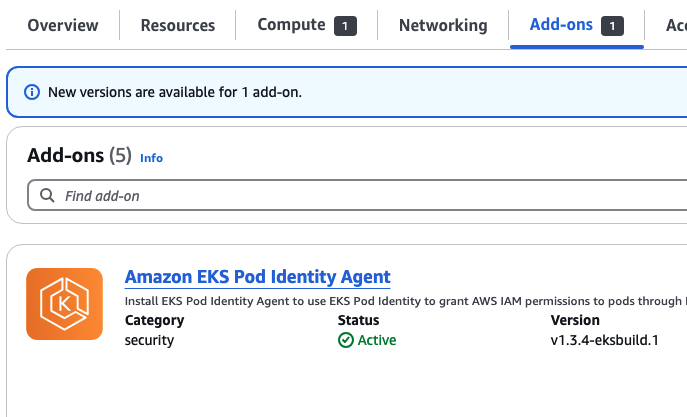 Overview Resources Compute 1 Networking Add-ons 1 Acc
New versions are available for 1 add-on.
Add-ons (5) Info
Find add-on
K
Amazon EKS Pod Identity Agent
Install EKS Pod Identity Agent to use EKS Pod Identity to grant AWS IAM permissions to pods through
Category Status Version
security Active v1.3.4-eksbuild.1